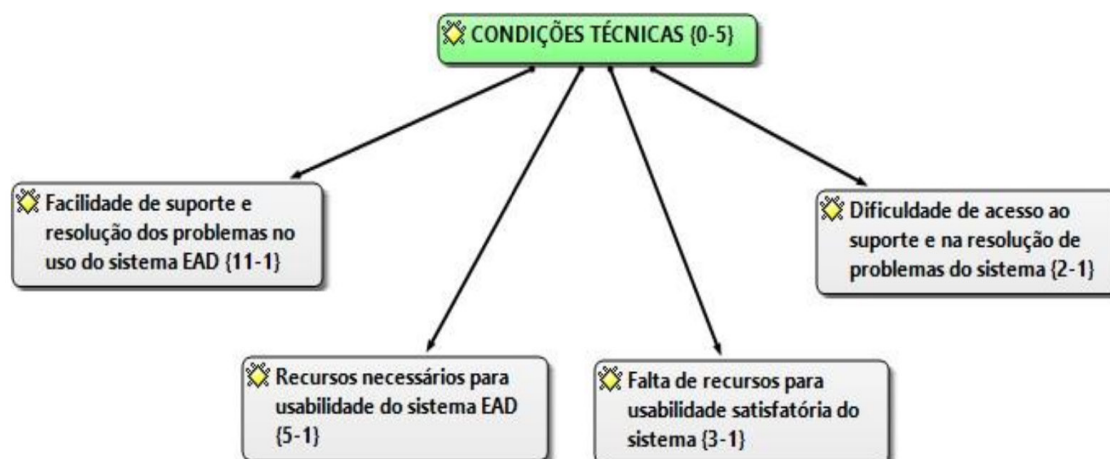 CONDIÇÕES TÉCNICAS {0-5}
Facilidade de suporte e
resolução dos problemas no
uso do sistema EAD {11-1}
Dificuldade de acesso ao
suporte e na resolução de
problemas do sistema {2-1}
Recursos necessários para
usabilidade do sistema EAD
{5-1}
Falta de recursos para
usabilidade satisfatória do
sistema {3-1}